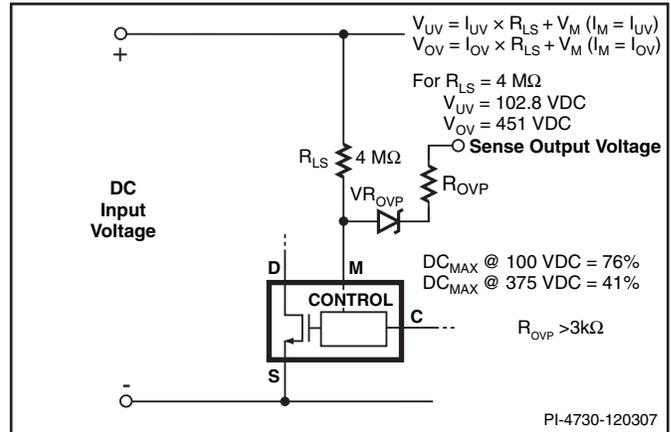 V_UV = I_UV × R_LS + V_M (I_M = I_UV)
V_OV = I_OV × R_LS + V_M (I_M = I_OV)
+
For R_LS = 4 MΩ
V_UV = 102.8 VDC
V_OV = 451 VDC
Sense Output Voltage
R_LS
4 MΩ
R_OVP
VR_OVP
DC
Input
Voltage
D
M
DC_MAX @ 100 VDC = 76%
DC_MAX @ 375 VDC = 41%
CONTROL
C
R_OVP >3kΩ
S
-
PI-4730-120307